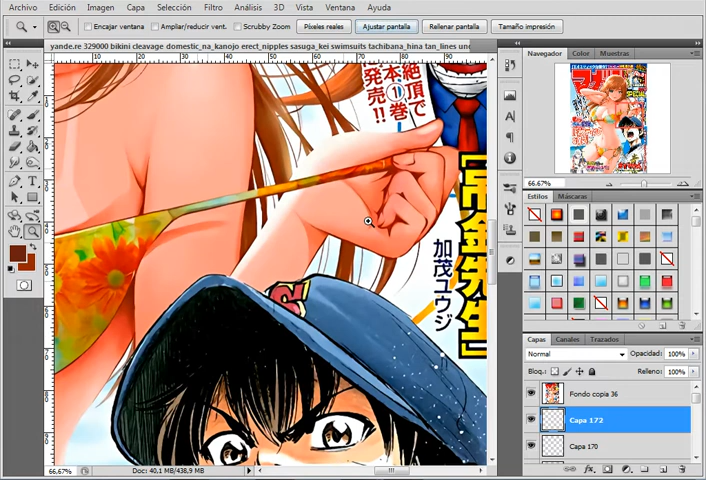 Archivo Edición Imagen Capa Selección Filtro Análisis 3D Vista Ventana Ayuda
Encajar ventana Ampliar/reducir vent. Scrubby Zoom Píxeles reales Ajustar pantalla Rellenar pantalla Tamaño impresión
yande.re 329000 bikini cleavage domestic_na_kanojo erect_nipples sasuga_kei swimsuits tachibana_hina tan_lines
Navegador Color Muestras
66.67%
Estilos Máscaras
Capas Canales Trazados
Normal Opacidad: 100%
Bloq.: Relleno: 100%
Fondo copia 36
Capa 172
Capa 170
絶頂で
本①巻
発売!!
加茂ユウジ
S
66.67% Doc: 40,1 MB/438,9 MB